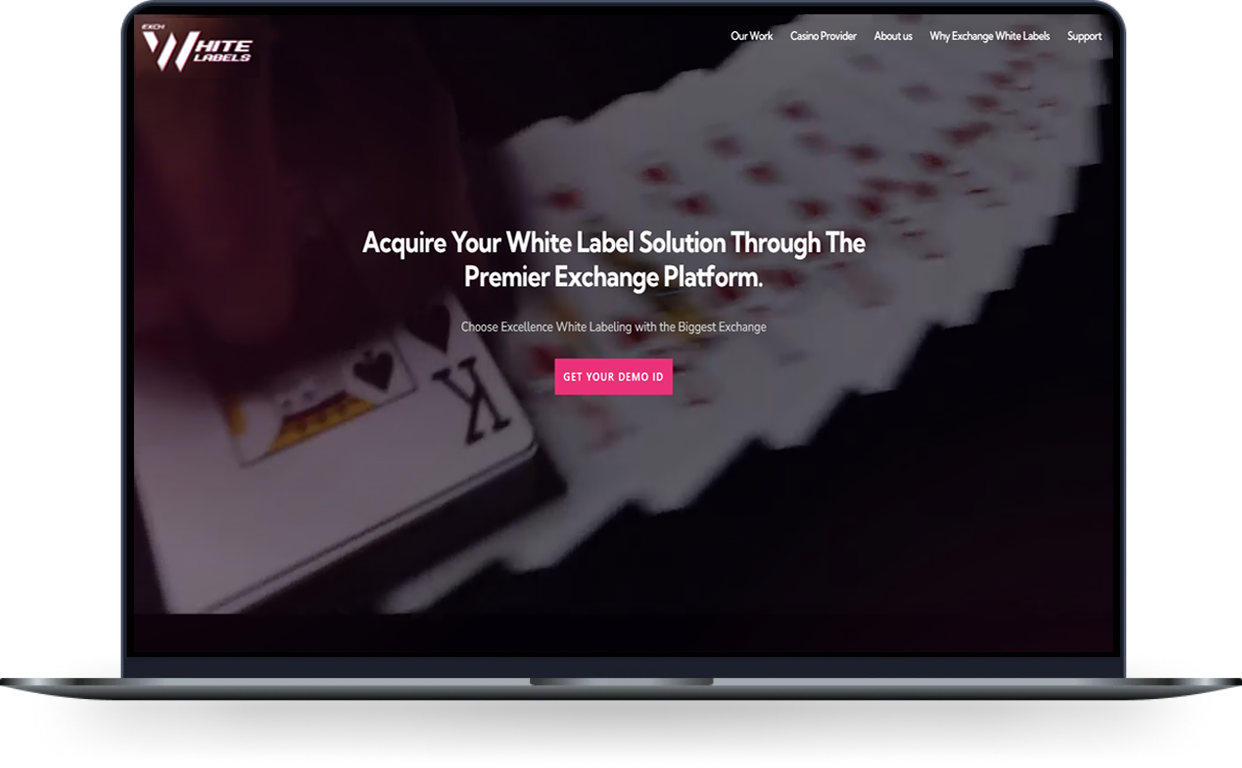 EXCH
WHITE
LABELS
Our Work Casino Provider About us Why Exchange White Labels Support
Acquire Your White Label Solution Through The
Premier Exchange Platform.
Choose Excellence White Labeling with the Biggest Exchange
GET YOUR DEMO ID
K